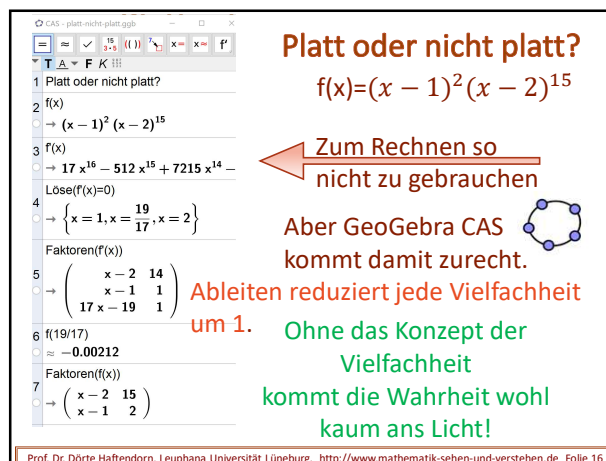 CAS - platt-nicht-platt.ggb
= ≈ ✓ 15 3·5 (( )) 7 x = x ≈ f'
T A F K
1 Platt oder nicht platt?
2 f(x)
→ (x − 1)² (x − 2)¹⁵
3 f'(x)
→ 17 x¹⁶ − 512 x¹⁵ + 7215 x¹⁴ −
4 Löse(f'(x)=0)
→ {x = 1, x = 19/17, x = 2}
5 Faktoren(f'(x))
→ ( x − 2 14
x − 1 1
17 x − 19 1 )
6 f(19/17)
≈ −0.00212
7 Faktoren(f(x))
→ ( x − 2 15
x − 1 2 )
Platt oder nicht platt?
f(x)=(x − 1)²(x − 2)¹⁵
Zum Rechnen so
nicht zu gebrauchen
Aber GeoGebra CAS
kommt damit zurecht.
Ableiten reduziert jede Vielfachheit
um 1.
Ohne das Konzept der
Vielfachheit
kommt die Wahrheit wohl
kaum ans Licht!
Prof. Dr. Dörte Haftendorn, Leuphana Universität Lüneburg, http://www.mathematik-sehen-und-verstehen.de Folie 16